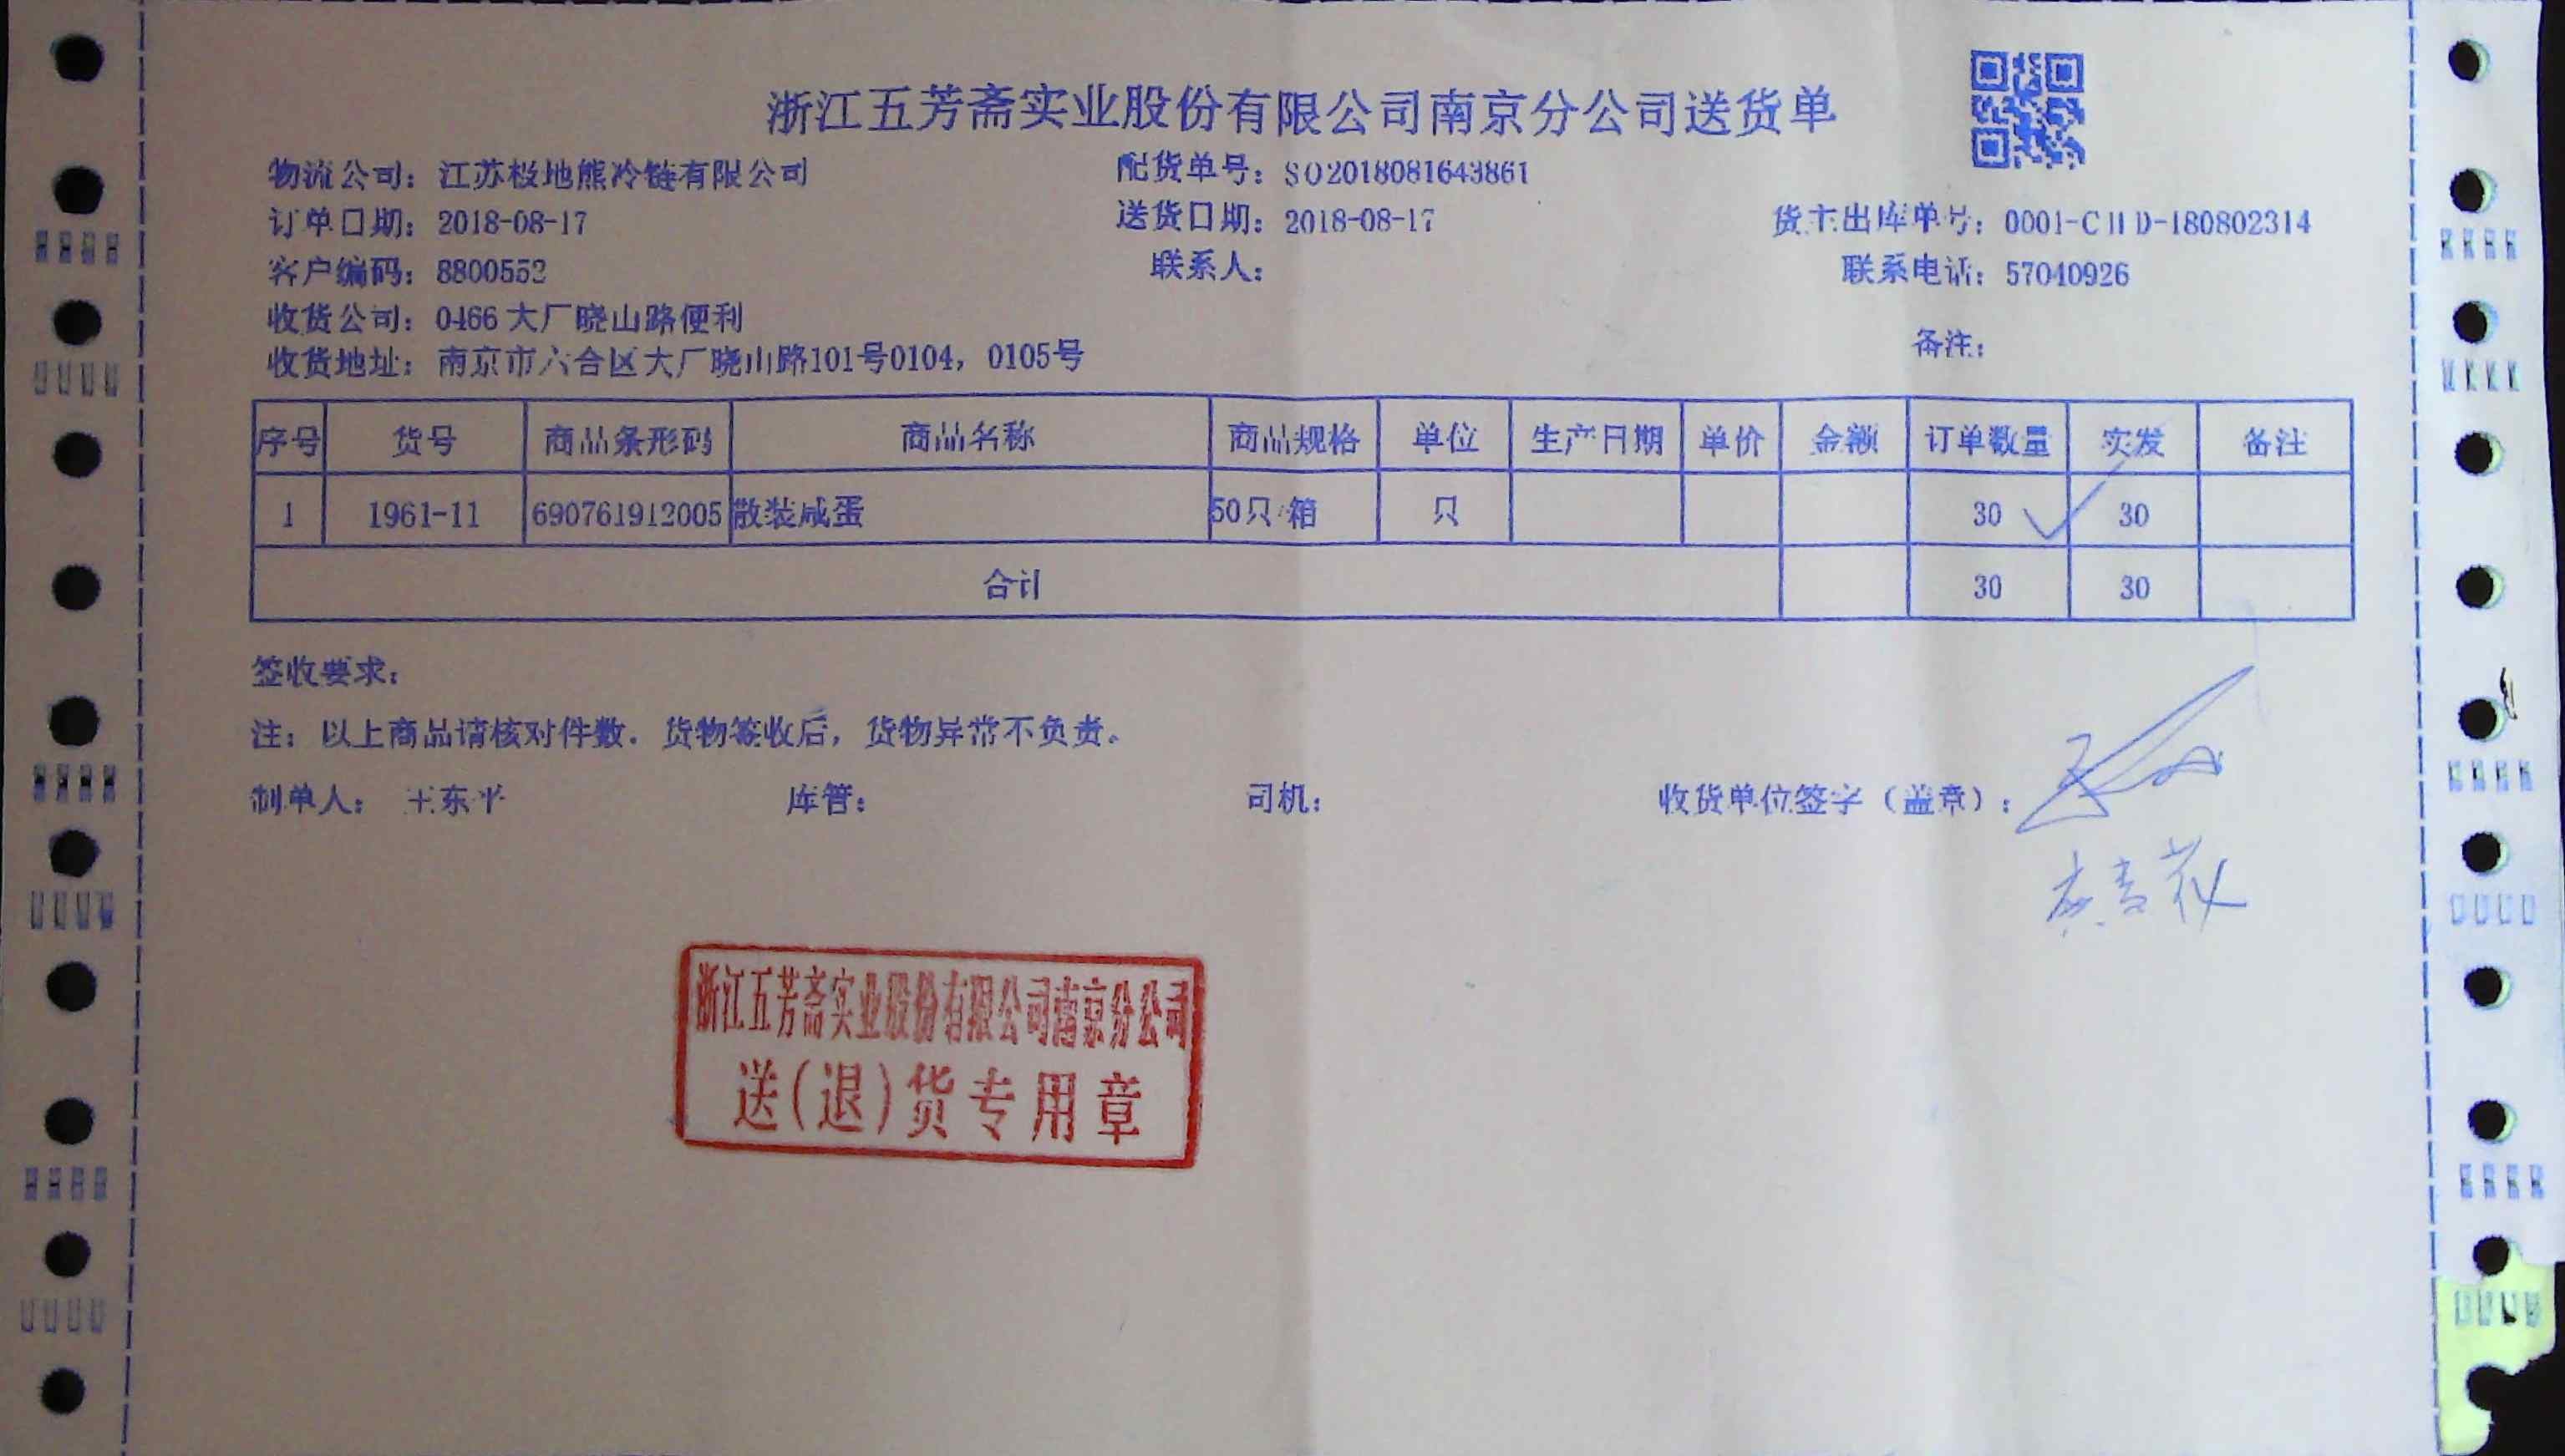 浙江五芳斋实业股份有限公司南京分公司送货单
物流公司：江苏极地熊冷链有限公司 配货单号：SO2018081643861
订单日期：2018-08-17 送货日期：2018-08-17 货主出库单号：0001-CHD-180802314
客户编码：8800552 联系人： 联系电话：57040926
收货公司：0466大厂晓山路便利
收货地址：南京市六合区大厂晓山路101号0104，0105号 备注：
序号 货号 商品条形码 商品名称 商品规格 单位 生产日期 单价 金额 订单数量 实发 备注
1 1961-11 690761912005 散装咸蛋 50只/箱 只 30 30
合计 30 30
签收要求：
注：以上商品请核对件数．货物签收后，货物异常不负责。
制单人： 王东平 库管： 司机： 收货单位签字（盖章）：
浙江五芳斋实业股份有限公司南京分公司
送(退)货专用章